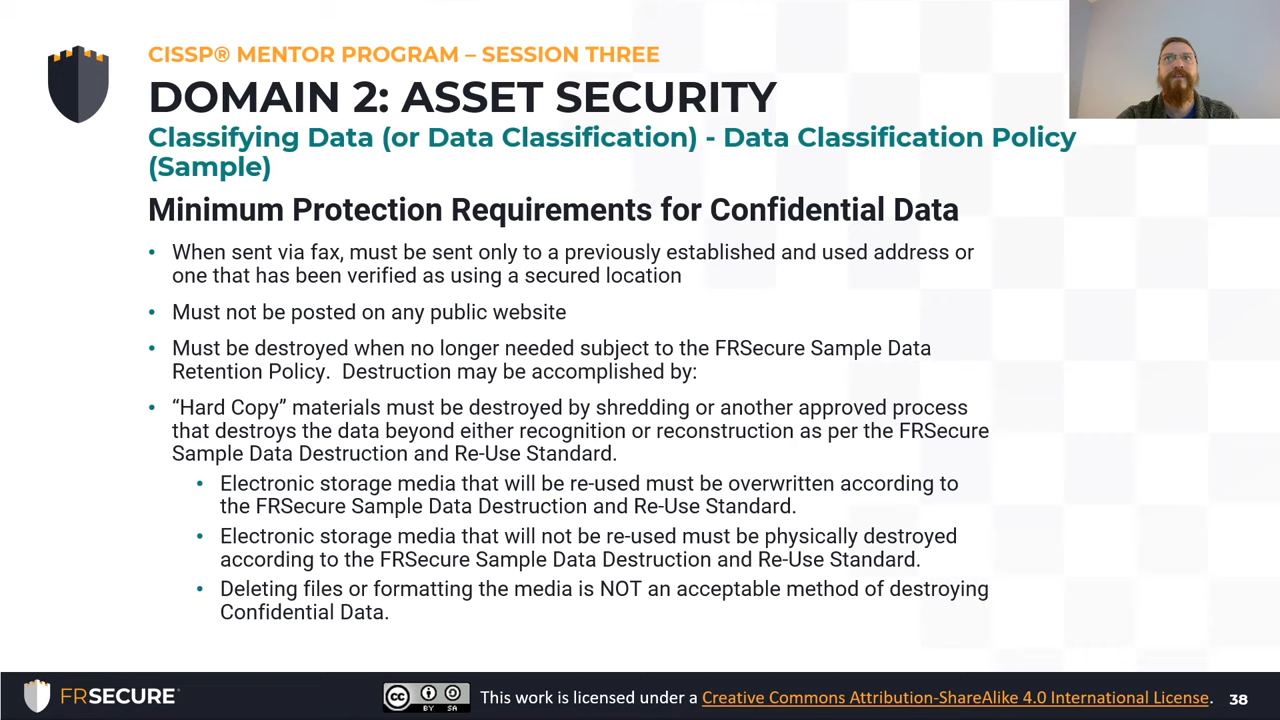 CISSP® MENTOR PROGRAM – SESSION THREE
DOMAIN 2: ASSET SECURITY
Classifying Data (or Data Classification) - Data Classification Policy
(Sample)
Minimum Protection Requirements for Confidential Data
• When sent via fax, must be sent only to a previously established and used address or
one that has been verified as using a secured location
• Must not be posted on any public website
• Must be destroyed when no longer needed subject to the FRSecure Sample Data
Retention Policy.  Destruction may be accomplished by:
• “Hard Copy” materials must be destroyed by shredding or another approved process
that destroys the data beyond either recognition or reconstruction as per the FRSecure
Sample Data Destruction and Re-Use Standard.
• Electronic storage media that will be re-used must be overwritten according to
the FRSecure Sample Data Destruction and Re-Use Standard.
• Electronic storage media that will not be re-used must be physically destroyed
according to the FRSecure Sample Data Destruction and Re-Use Standard.
• Deleting files or formatting the media is NOT an acceptable method of destroying
Confidential Data.
FRSECURE
cc BY SA
This work is licensed under a Creative Commons Attribution-ShareAlike 4.0 International License.
38